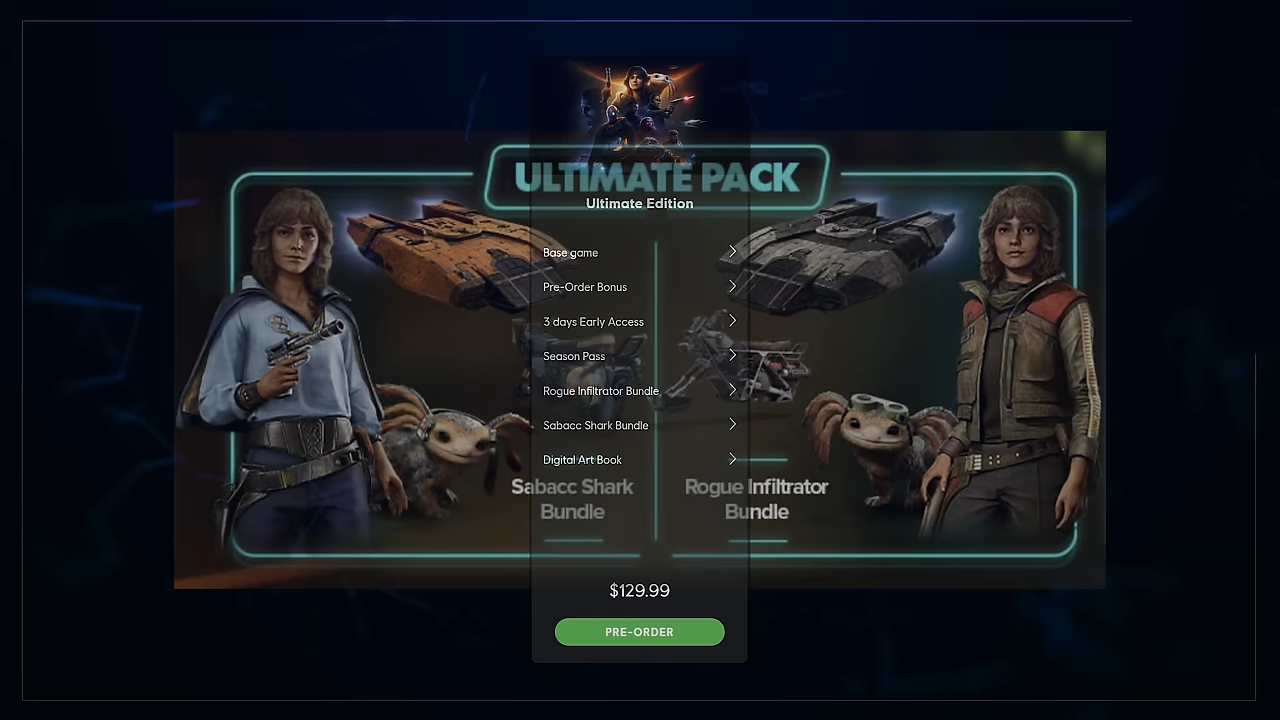 ULTIMATE PACK
Ultimate Edition
Base game
Pre-Order Bonus
3 days Early Access
Season Pass
Rogue Infiltrator Bundle
Sabacc Shark Bundle
Digital Art Book
Sabacc Shark
Bundle
Rogue Infiltrator
Bundle
$129.99
PRE-ORDER